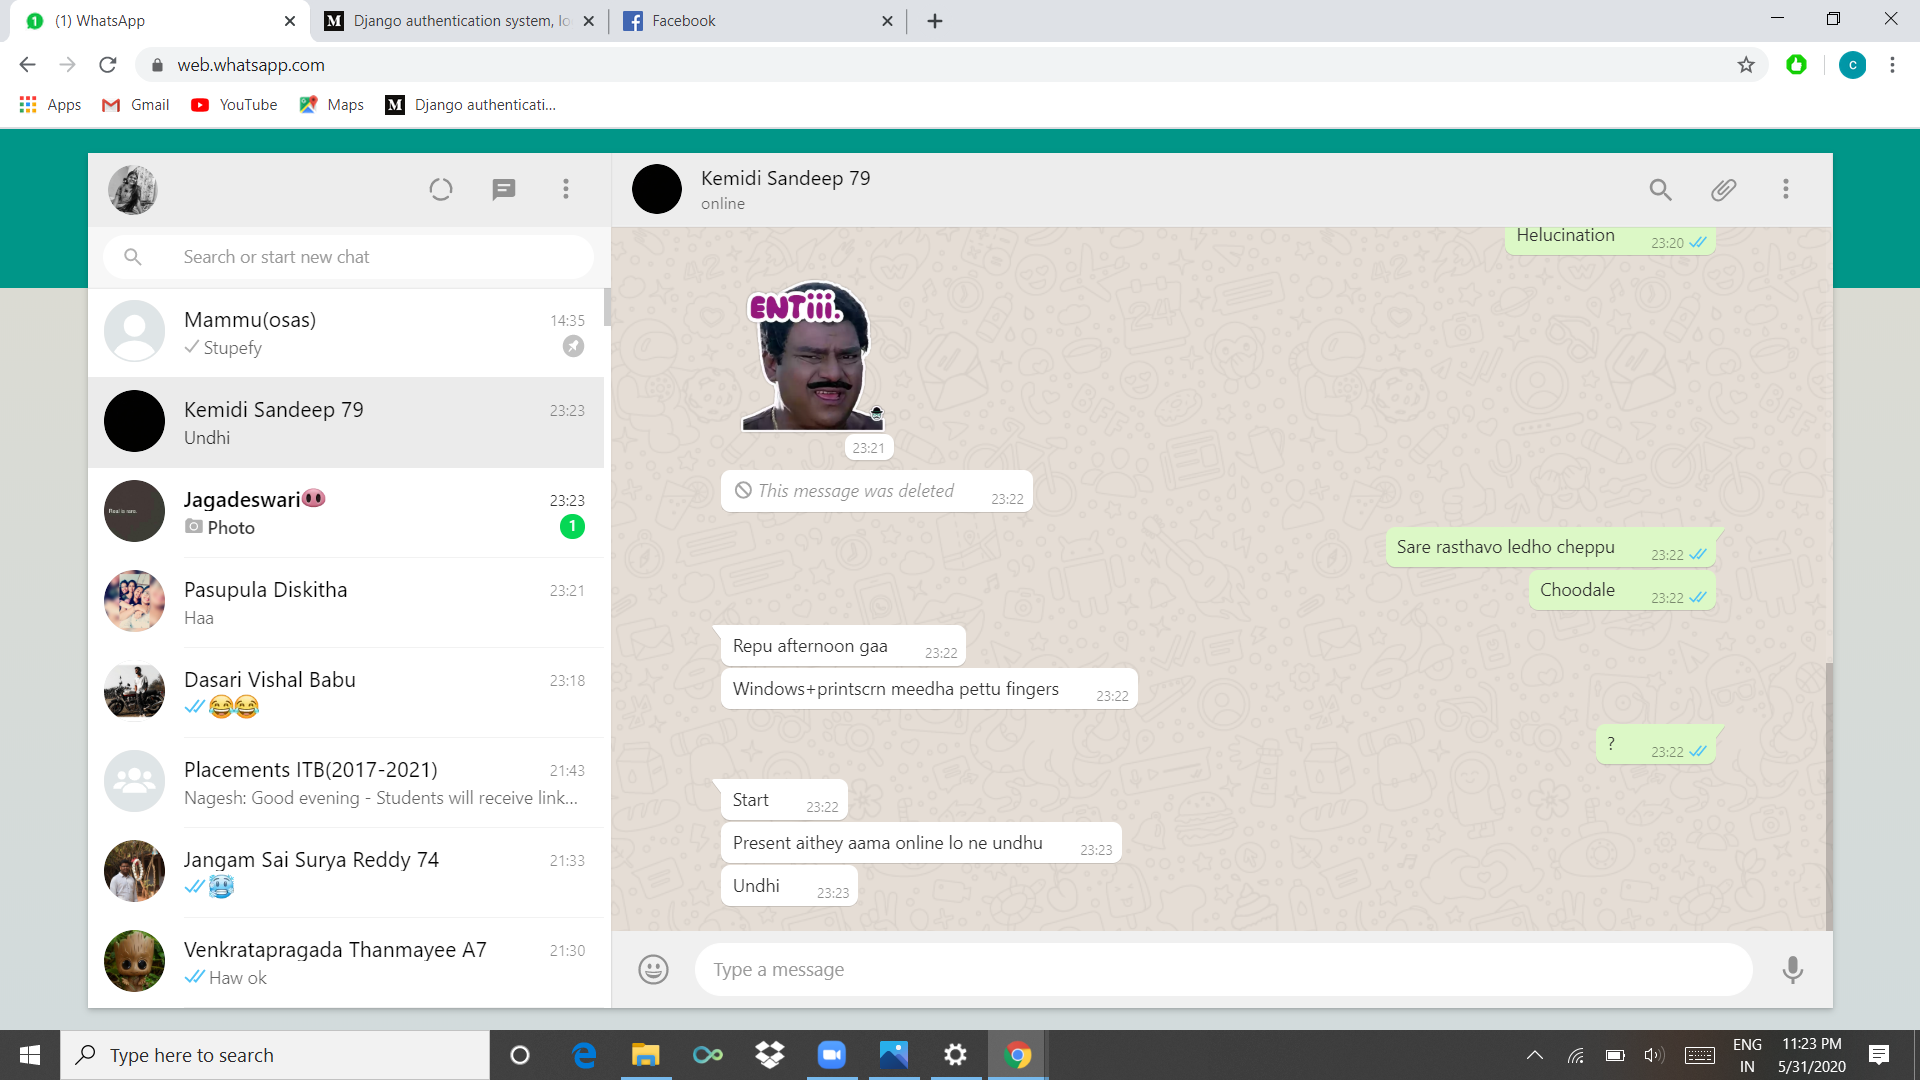 (1) WhatsApp
Django authentication system, lo
Facebook
web.whatsapp.com
c
Apps
Gmail
YouTube
Maps
M Django authenticati...
Kemidi Sandeep 79
online
Search or start new chat
Mammu(osas) 14:35
Stupefy
Kemidi Sandeep 79 23:23
Undhi
Jagadeswari 23:23
Photo 1
Real is rare.
Pasupula Diskitha 23:21
Haa
Dasari Vishal Babu 23:18
Placements ITB(2017-2021) 21:43
Nagesh: Good evening - Students will receive link...
Jangam Sai Surya Reddy 74 21:33
Venkratapragada Thanmayee A7 21:30
Haw ok
Helucination 23:20
ENTiii.
23:21
This message was deleted 23:22
Sare rasthavo ledho cheppu 23:22
Choodale 23:22
Repu afternoon gaa 23:22
Windows+printscrn meedha pettu fingers 23:22
? 23:22
Start 23:22
Present aithey aama online lo ne undhu 23:23
Undhi 23:23
Type a message
Type here to search
ENG
IN
11:23 PM
5/31/2020